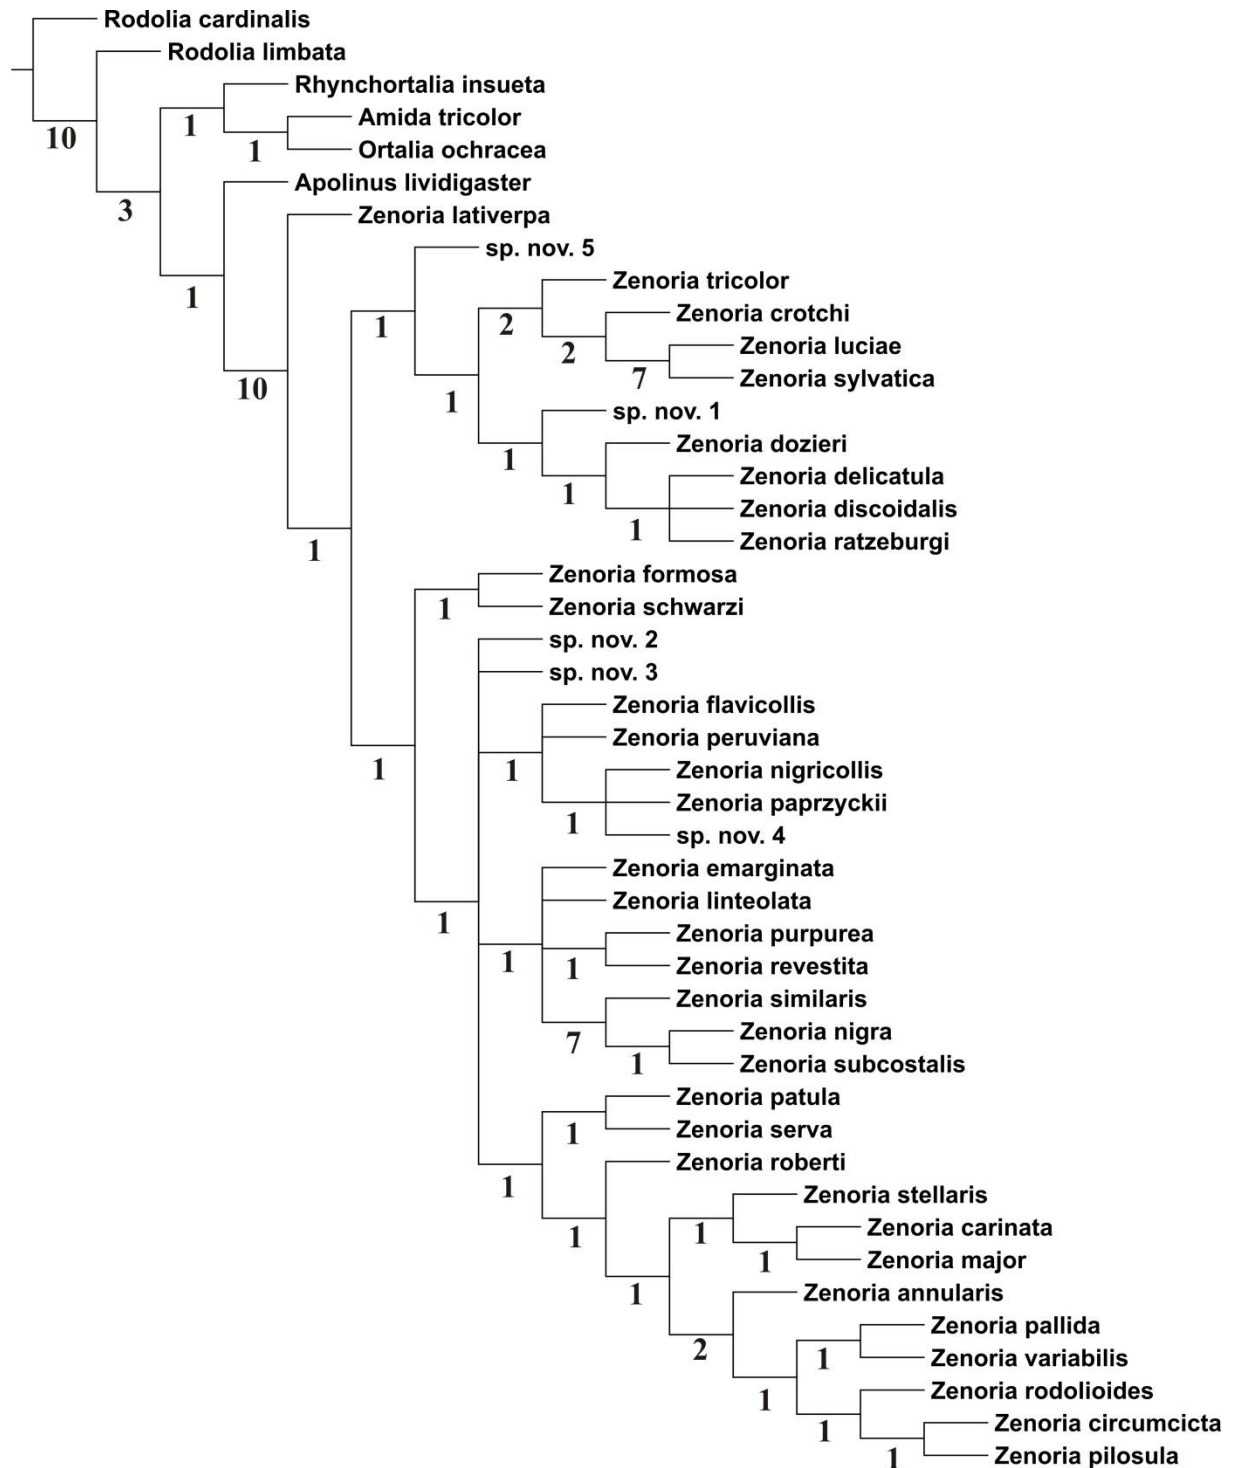 Rodolia cardinalis
Rodolia limbata
Rhynchortalia insueta
1
Amida tricolor
10
1
Ortalia ochracea
Apolinus lividigaster
3
Zenoria lativerpa
sp. nov. 5
Zenoria tricolor
1
Zenoria crotchi
1
2
Zenoria luciae
2
Zenoria sylvatica
10
7
1
sp. nov. 1
Zenoria dozieri
1
Zenoria delicatula
1
Zenoria discoidalis
1
Zenoria ratzeburgi
1
Zenoria formosa
1
Zenoria schwarzi
sp. nov. 2
sp. nov. 3
Zenoria flavicollis
Zenoria peruviana
1
1
Zenoria nigricollis
Zenoria paprzyckii
1
sp. nov. 4
Zenoria emarginata
Zenoria linteolata
1
Zenoria purpurea
1
1
Zenoria revestita
Zenoria similaris
Zenoria nigra
7
1
Zenoria subcostalis
Zenoria patula
1
Zenoria serva
Zenoria roberti
1
Zenoria stellaris
1
1
Zenoria carinata
1
Zenoria major
1
Zenoria annularis
Zenoria pallida
2
1
Zenoria variabilis
Zenoria rodolioides
1
Zenoria circumcicta
1
Zenoria pilosula
1